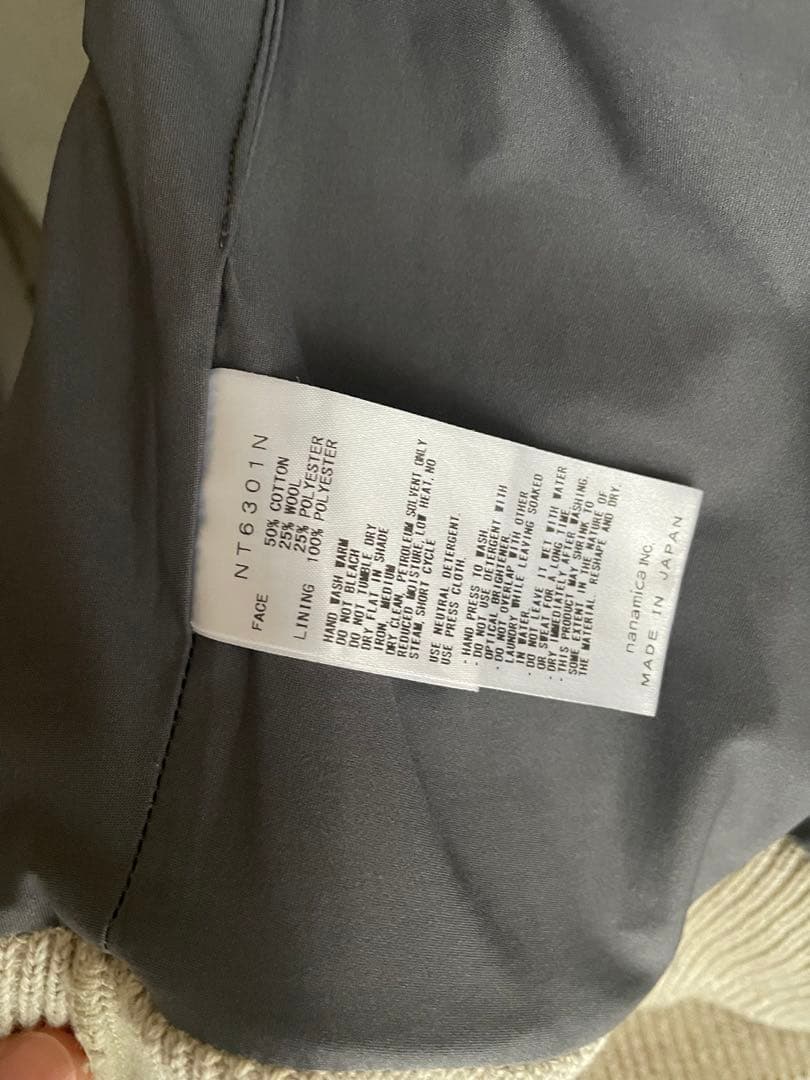 NT6301N
FACE 50% COTTON
25% WOOL
25% POLYESTER
LINING 100% POLYESTER
HAND WASH WARM
DO NOT BLEACH
DO NOT TUMBLE DRY
DRY FLAT IN SHADE
IRON, MEDIUM
DRY CLEAN, PETROLEUM SOLVENT ONLY
REDUCED MOISTURE, LOW HEAT, NO
STEAM, SHORT CYCLE
USE NEUTRAL DETERGENT.
USE PRESS CLOTH.
・HAND PRESS TO WASH.
・DO NOT USE DETERGENT WITH
OPTICAL BRIGHTENER.
・DO NOT OVERLAP WITH OTHER
LAUNDRY WHILE LEAVING SOAKED
IN WATER.
・DO NOT LEAVE IT WET WITH WATER
OR SWEAT FOR A LONG TIME.
・DRY IMMEDIATELY AFTER WASHING.
・THIS PRODUCT MAY SHRINK TO
SOME EXTENT IN THE NATURE OF
THE MATERIAL. RESHAPE AND DRY.
nanamica INC.
MADE IN JAPAN